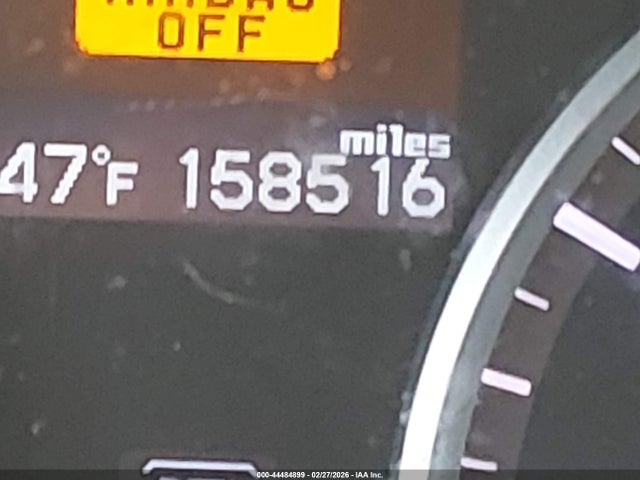 OFF
miles
47°F 158516
000-44484899 - 02/27/2026 - IAA Inc.